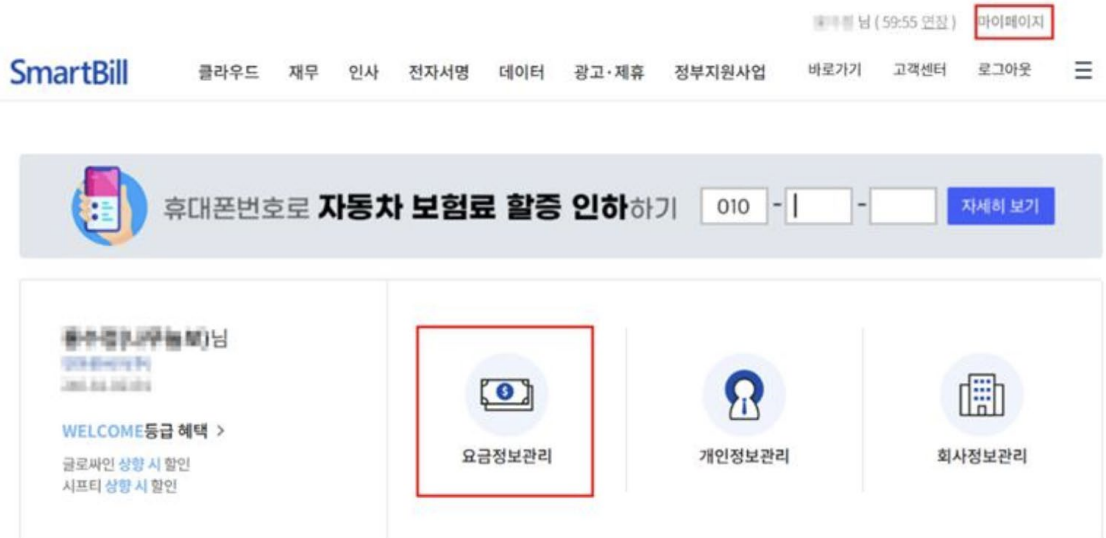 님 ( 59:55 연장 ) 마이페이지
SmartBill 클라우드 재무 인사 전자서명 데이터 광고·제휴 정부지원사업 바로가기 고객센터 로그아웃
휴대폰번호로 자동차 보험료 할증 인하하기 010 - - 자세히 보기
님
WELCOME등급 혜택 >
글로싸인 상향 시 할인
시프티 상향 시 할인
요금정보관리 개인정보관리 회사정보관리